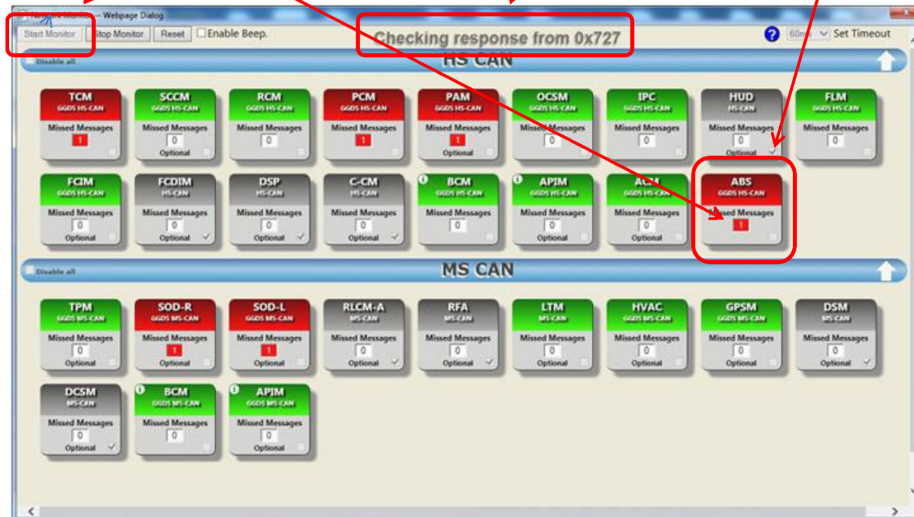 Network Monitor -- Webpage Dialog
Start Monitor Stop Monitor Reset Enable Beep. Checking response from 0x727 ? 60ms Set Timeout
Disable all HS CAN
TCM SCCM RCM PCM PAM OCSM IPC HUD FLM
GGDS HS-CAN GGDS HS-CAN GGDS HS-CAN GGDS HS-CAN GGDS HS-CAN GGDS HS-CAN GGDS HS-CAN HS-CAN GGDS HS-CAN
Missed Messages Missed Messages Missed Messages Missed Messages Missed Messages Missed Messages Missed Messages Missed Messages Missed Messages
1 0 0 1 1 0 0 0 0
Optional Optional Optional
FCIM FCDIM DSP C-CM BCM APIM ACM ABS
GGDS HS-CAN HS-CAN HS-CAN HS-CAN GGDS HS-CAN GGDS HS-CAN GGDS HS-CAN GGDS HS-CAN
Missed Messages Missed Messages Missed Messages Missed Messages Missed Messages Missed Messages Missed Messages Missed Messages
0 0 0 0 0 0 0 1
Optional Optional Optional Optional
Disable all MS CAN
TPM SOD-R SOD-L RLCM-A RFA LTM HVAC GPSM DSM
GGDS MS-CAN GGDS MS-CAN GGDS MS-CAN MS-CAN MS-CAN MS-CAN GGDS MS-CAN GGDS MS-CAN MS-CAN
Missed Messages Missed Messages Missed Messages Missed Messages Missed Messages Missed Messages Missed Messages Missed Messages Missed Messages
0 1 1 0 0 0 0 0 0
Optional Optional Optional Optional Optional Optional Optional Optional Optional
DCSM BCM APIM
MS-CAN GGDS MS-CAN GGDS MS-CAN
Missed Messages Missed Messages Missed Messages
0 0 0
Optional Optional